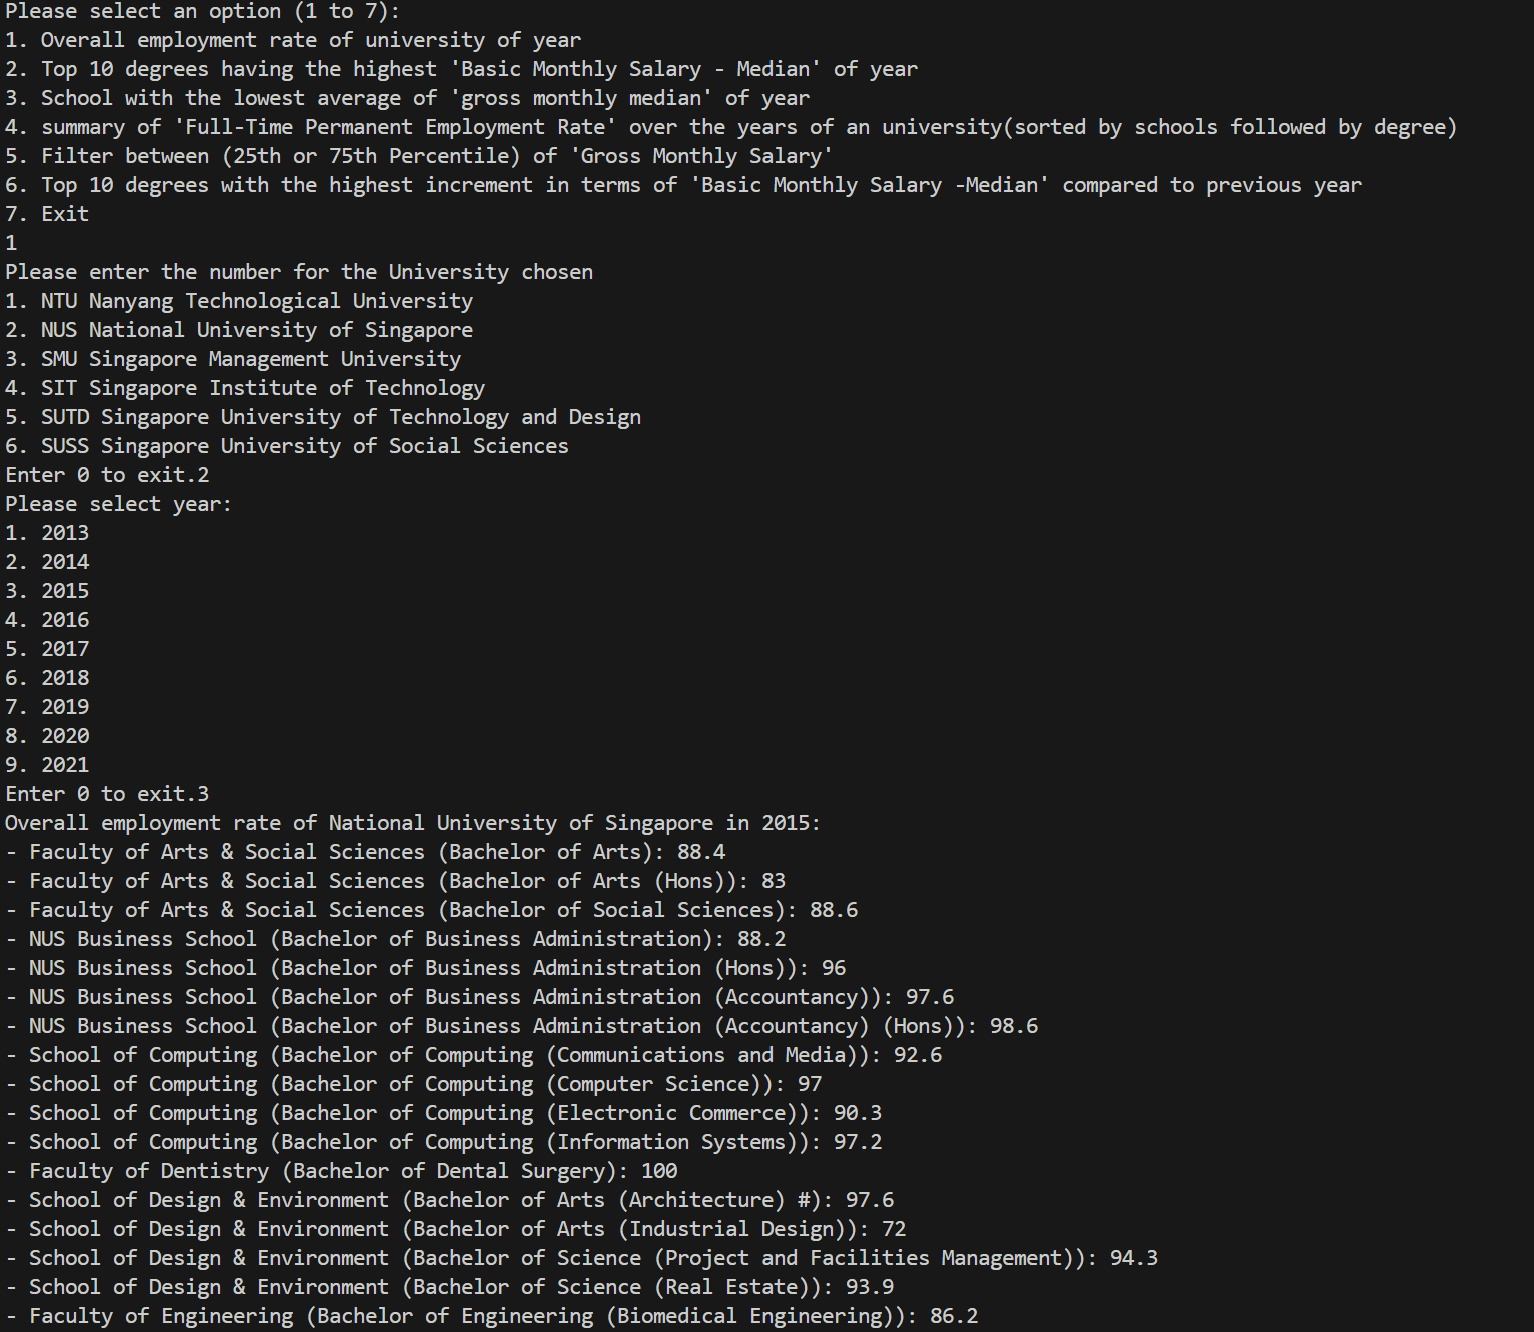 Please select an option (1 to 7):
1. Overall employment rate of university of year
2. Top 10 degrees having the highest 'Basic Monthly Salary - Median' of year
3. School with the lowest average of 'gross monthly median' of year
4. summary of 'Full-Time Permanent Employment Rate' over the years of an university(sorted by schools followed by degree)
5. Filter between (25th or 75th Percentile) of 'Gross Monthly Salary'
6. Top 10 degrees with the highest increment in terms of 'Basic Monthly Salary -Median' compared to previous year
7. Exit
1
Please enter the number for the University chosen
1. NTU Nanyang Technological University
2. NUS National University of Singapore
3. SMU Singapore Management University
4. SIT Singapore Institute of Technology
5. SUTD Singapore University of Technology and Design
6. SUSS Singapore University of Social Sciences
Enter 0 to exit.2
Please select year:
1. 2013
2. 2014
3. 2015
4. 2016
5. 2017
6. 2018
7. 2019
8. 2020
9. 2021
Enter 0 to exit.3
Overall employment rate of National University of Singapore in 2015:
- Faculty of Arts & Social Sciences (Bachelor of Arts): 88.4
- Faculty of Arts & Social Sciences (Bachelor of Arts (Hons)): 83
- Faculty of Arts & Social Sciences (Bachelor of Social Sciences): 88.6
- NUS Business School (Bachelor of Business Administration): 88.2
- NUS Business School (Bachelor of Business Administration (Hons)): 96
- NUS Business School (Bachelor of Business Administration (Accountancy)): 97.6
- NUS Business School (Bachelor of Business Administration (Accountancy) (Hons)): 98.6
- School of Computing (Bachelor of Computing (Communications and Media)): 92.6
- School of Computing (Bachelor of Computing (Computer Science)): 97
- School of Computing (Bachelor of Computing (Electronic Commerce)): 90.3
- School of Computing (Bachelor of Computing (Information Systems)): 97.2
- Faculty of Dentistry (Bachelor of Dental Surgery): 100
- School of Design & Environment (Bachelor of Arts (Architecture) #): 97.6
- School of Design & Environment (Bachelor of Arts (Industrial Design)): 72
- School of Design & Environment (Bachelor of Science (Project and Facilities Management)): 94.3
- School of Design & Environment (Bachelor of Science (Real Estate)): 93.9
- Faculty of Engineering (Bachelor of Engineering (Biomedical Engineering)): 86.2